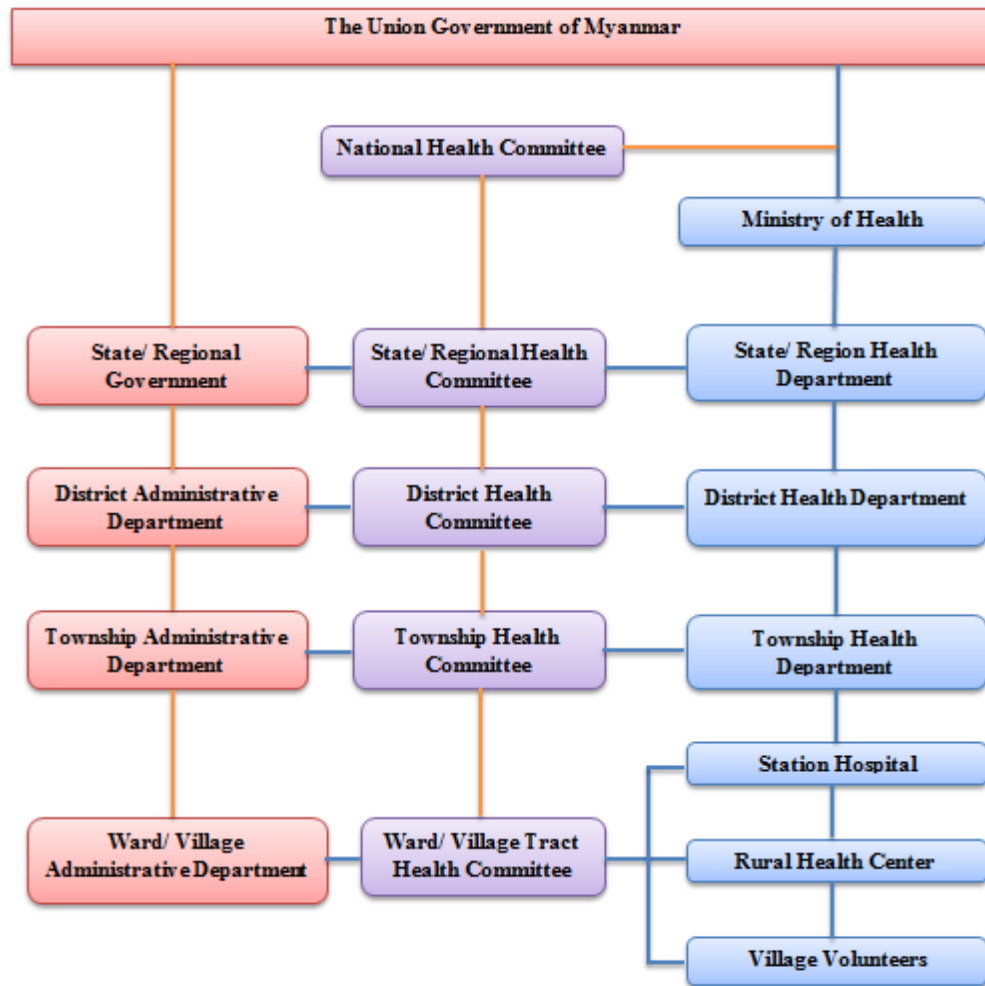 The Union Government of Myanmar
National Health Committee
Ministry of Health
State/ Regional
Government
State/ Regional Health
Committee
State/ Region Health
Department
District Administrative
Department
District Health
Committee
District Health Department
Township Administrative
Department
Township Health
Committee
Township Health
Department
Station Hospital
Ward/ Village
Administrative Department
Ward/ Village Tract
Health Committee
Rural Health Center
Village Volunteers